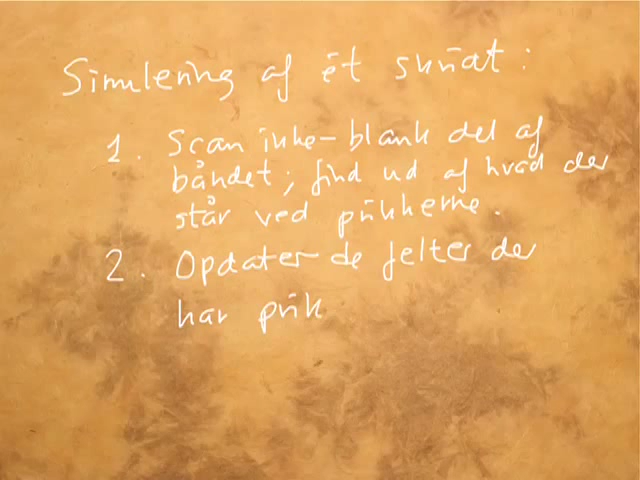 Simlering af ét skridt:
1. Scan ikke-blank del af
båndet; find ud af hvad der
står ved prikkerne.
2. Opdater de felter der
har prik